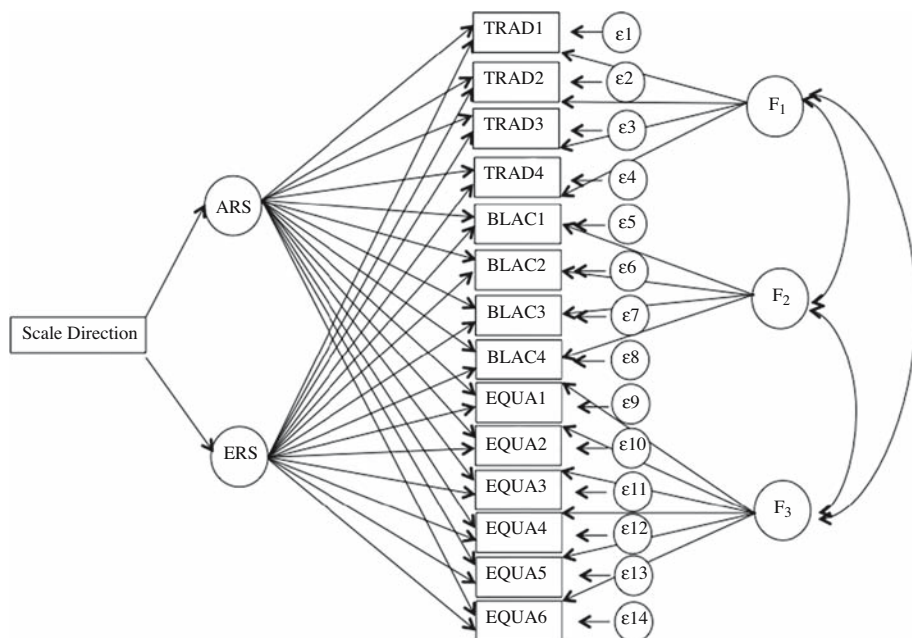 TRAD1
ε1
TRAD2
ε2
F1
TRAD3
ε3
TRAD4
ε4
ARS
BLAC1
ε5
BLAC2
ε6
F2
BLAC3
ε7
Scale Direction
BLAC4
ε8
EQUA1
ε9
EQUA2
ε10
ERS
EQUA3
ε11
F3
EQUA4
ε12
EQUA5
ε13
EQUA6
ε14